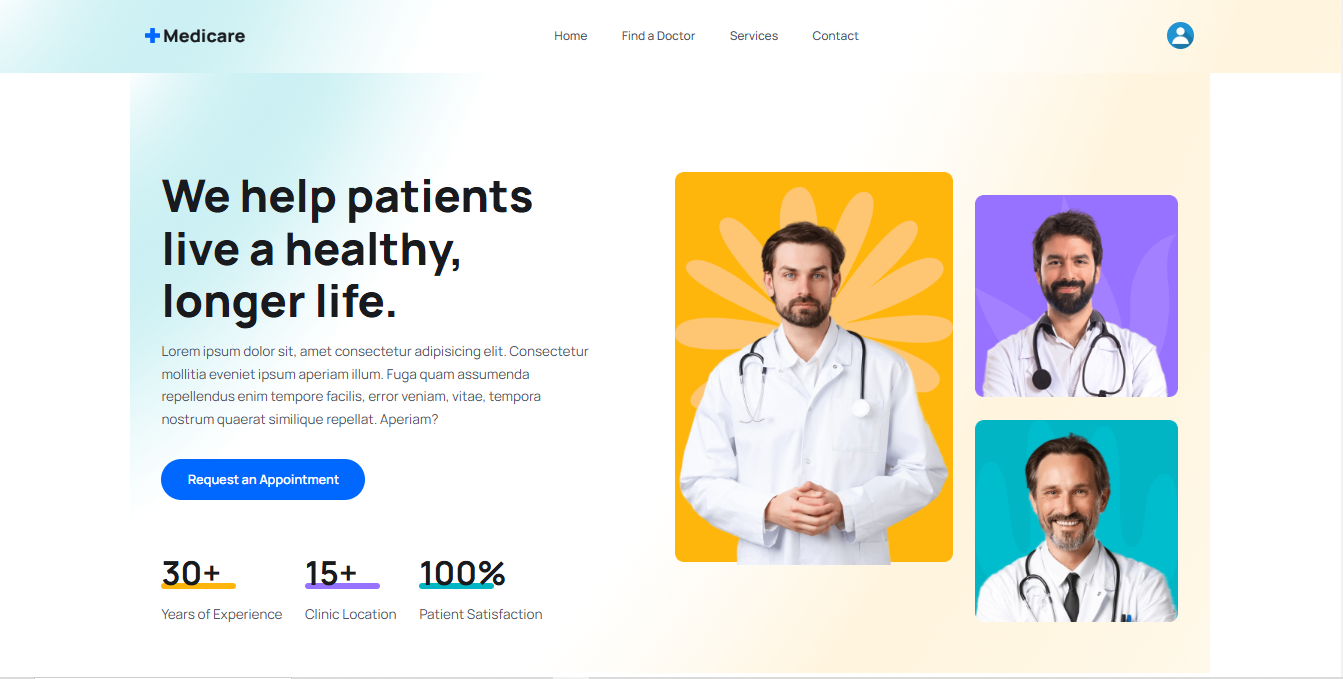 Medicare
Home
Find a Doctor
Services
Contact
We help patients
live a healthy,
longer life.
Lorem ipsum dolor sit, amet consectetur adipisicing elit. Consectetur
mollitia eveniet ipsum aperiam illum. Fuga quam assumenda
repellendus enim tempore facilis, error veniam, vitae, tempora
nostrum quaerat similique repellat. Aperiam?
Request an Appointment
30+
Years of Experience
15+
Clinic Location
100%
Patient Satisfaction